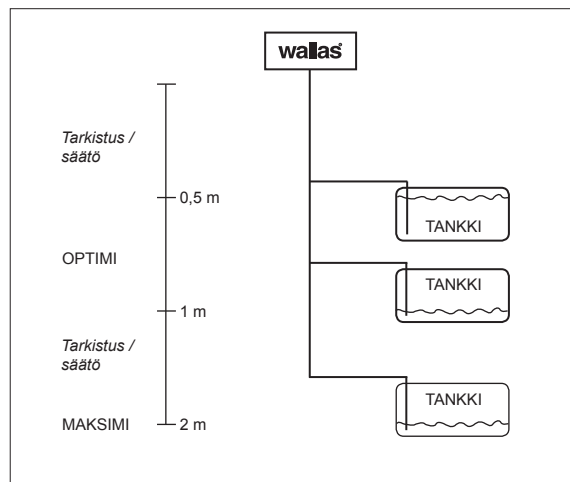 wallas®
Tarkistus /
säätö
0,5 m
TANKKI
OPTIMI
TANKKI
1 m
Tarkistus /
säätö
TANKKI
MAKSIMI
2 m